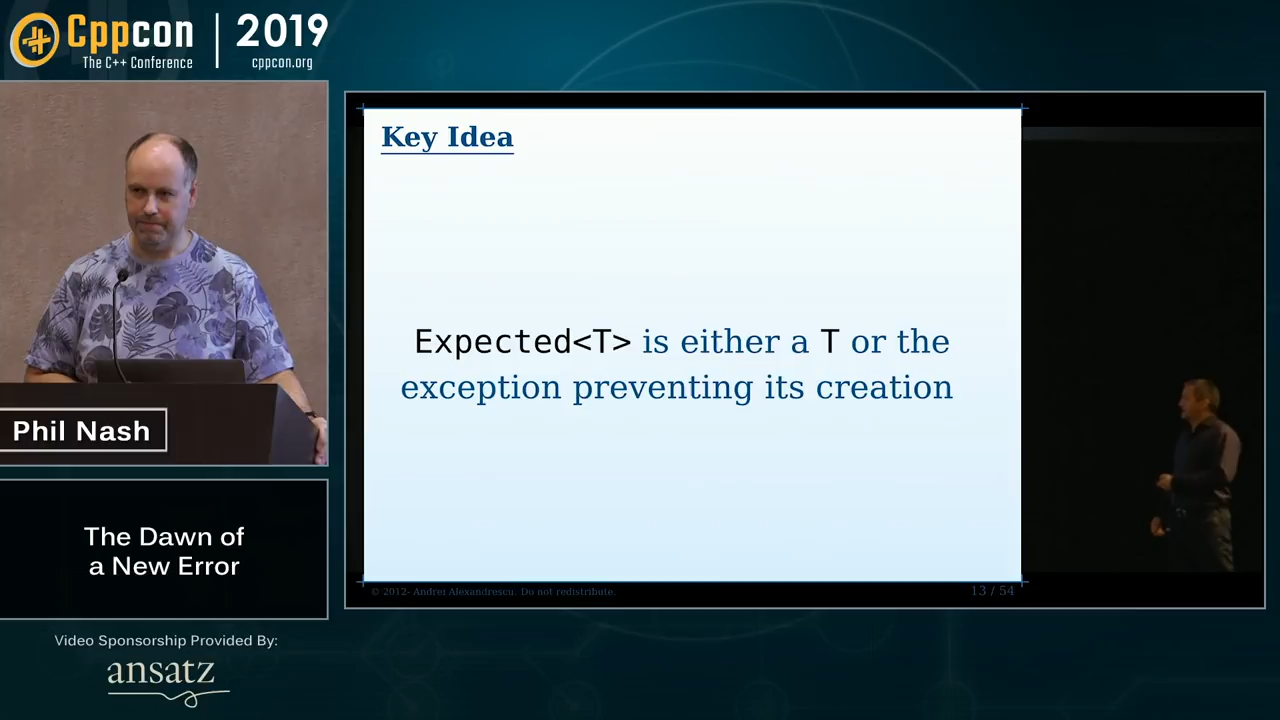 Cppcon
The C++ Conference
2019
cppcon.org
Phil Nash
The Dawn of
a New Error
Video Sponsorship Provided By:
ansatz
Key Idea
Expected<T> is either a T or the
exception preventing its creation
© 2012- Andrei Alexandrescu. Do not redistribute.
13 / 54